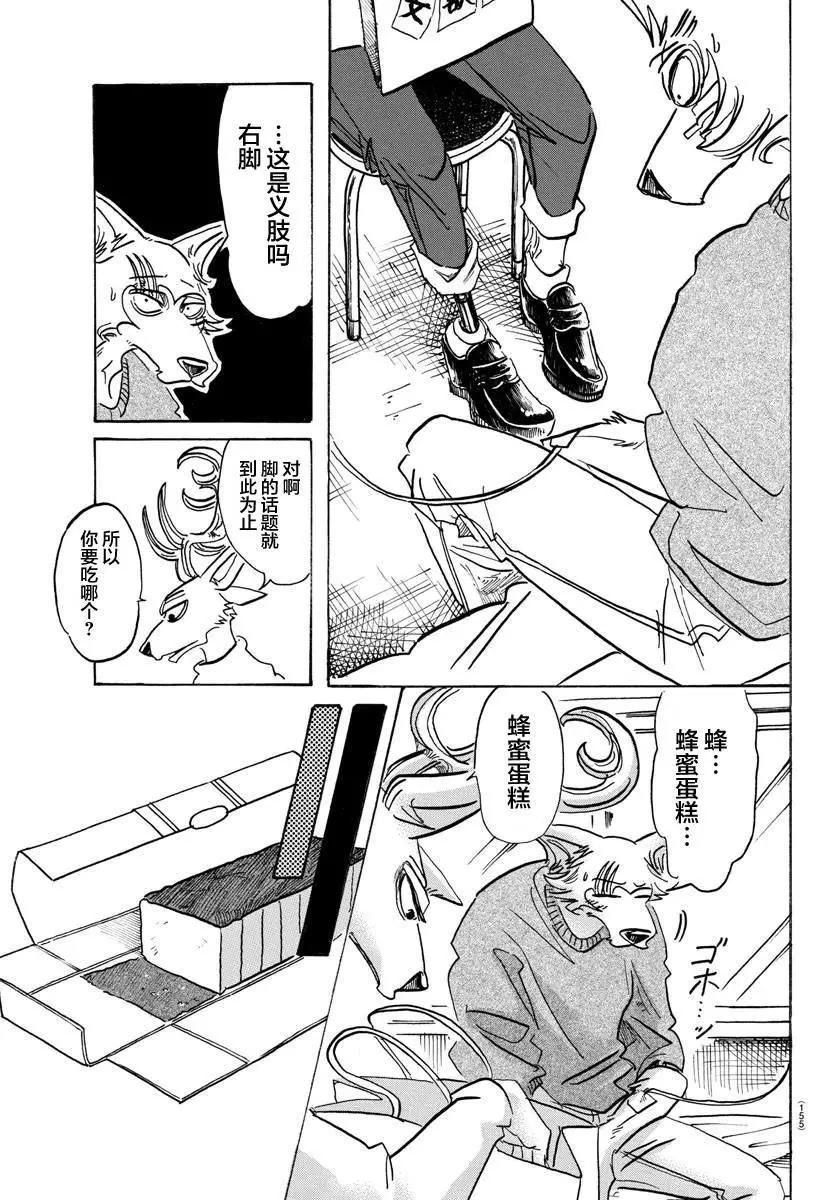 …这是义肢吗
右脚
对啊
脚的话题就
到此为止
所以
你要吃哪个？
蜂…
蜂蜜蛋糕…
ゴホ…ッ
蜂蜜蛋糕
(155)